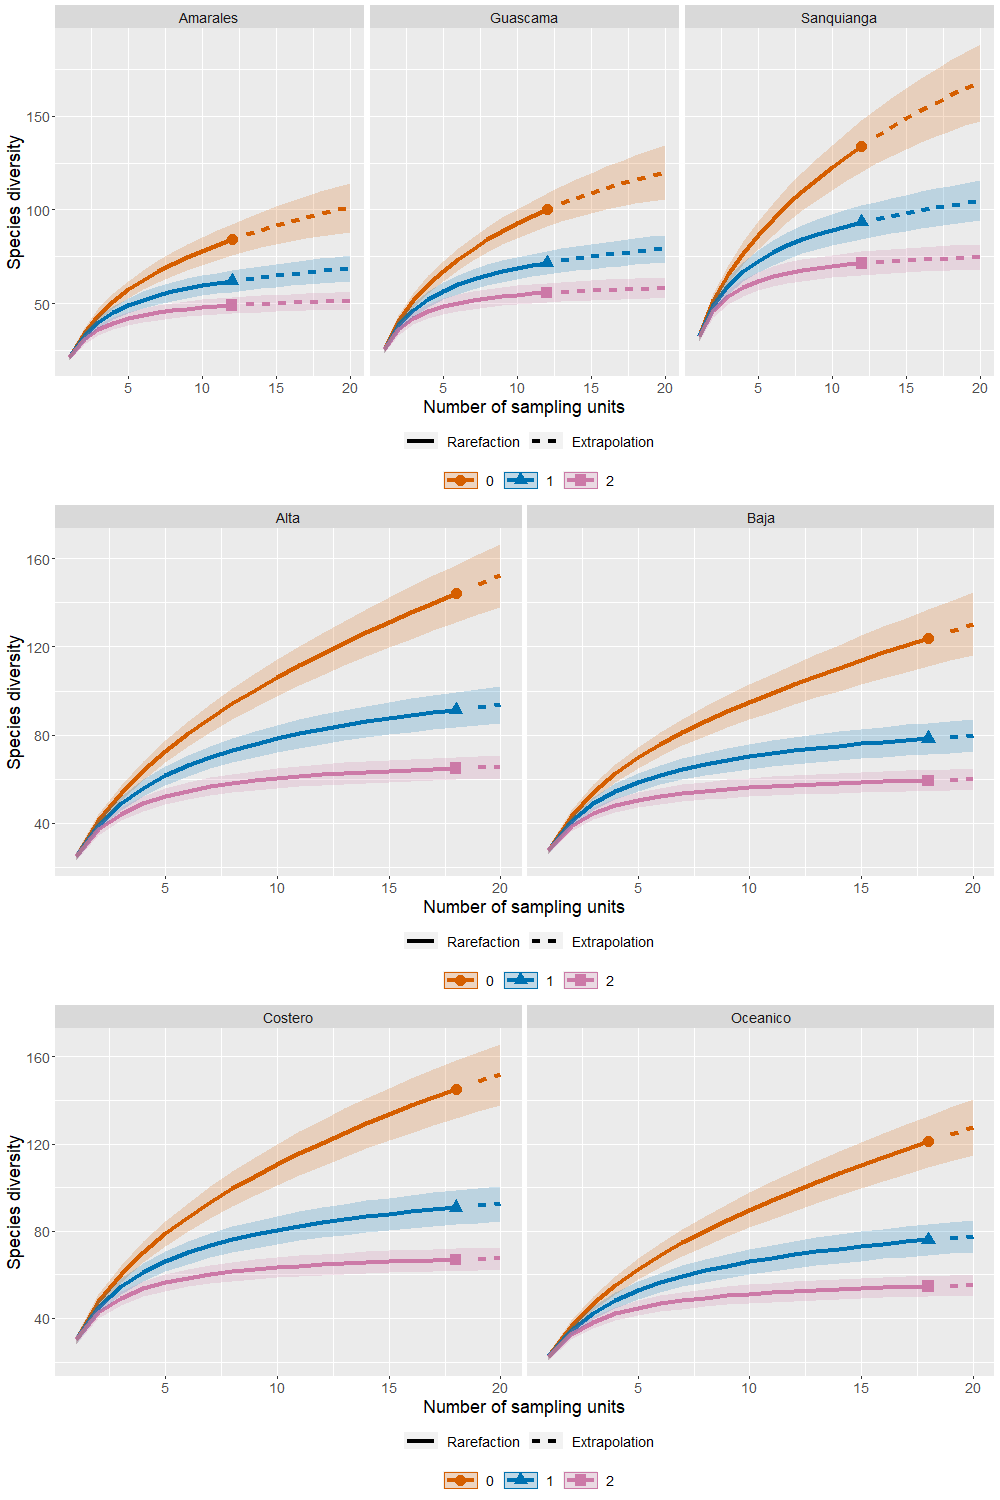 Amarales Guascama Sanquianga
Species diversity
150
100
50
5 10 15 20 5 10 15 20 5 10 15 20
Number of sampling units
Rarefaction Extrapolation
0 1 2
Alta Baja
Species diversity
160
120
80
40
5 10 15 20 5 10 15 20
Number of sampling units
Rarefaction Extrapolation
0 1 2
Costero Oceanico
Species diversity
160
120
80
40
5 10 15 20 5 10 15 20
Number of sampling units
Rarefaction Extrapolation
0 1 2